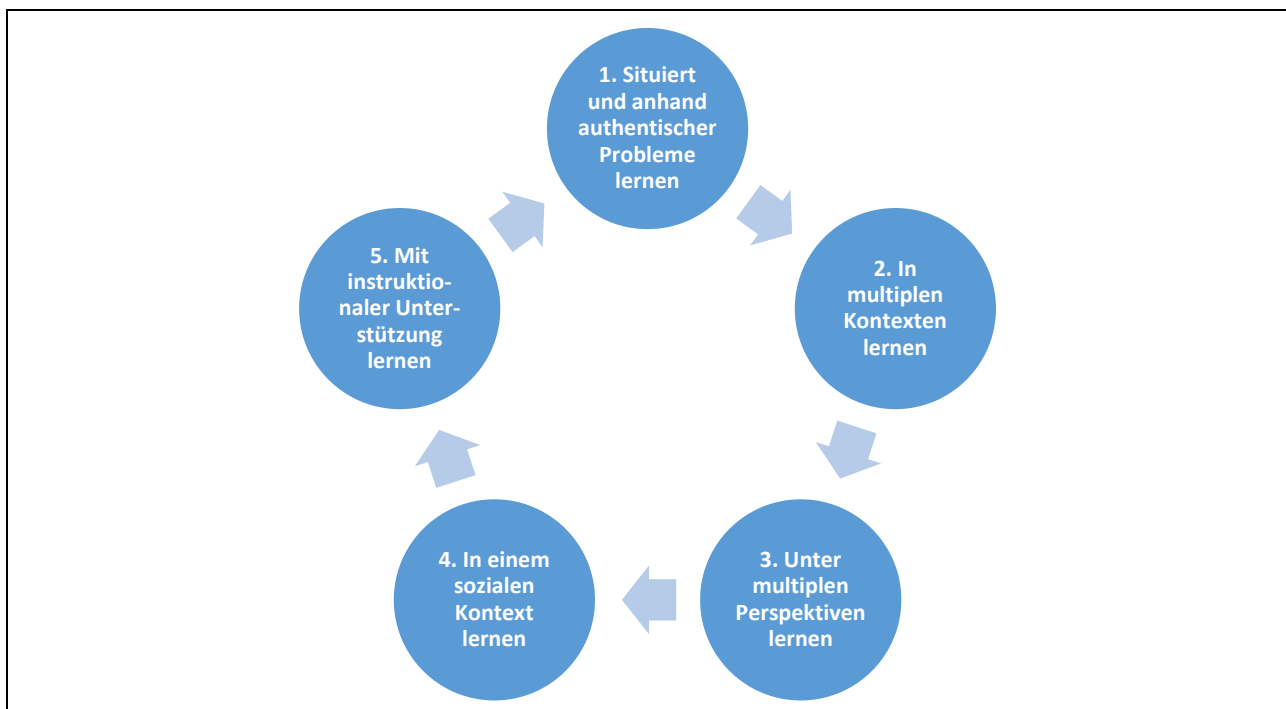 1. Situiert
und anhand
authentischer
Probleme
lernen
2. In
multiplen
Kontexten
lernen
3. Unter
multiplen
Perspektiven
lernen
4. In einem
sozialen
Kontext
lernen
5. Mit
instruktio-
naler Unter-
stützung
lernen